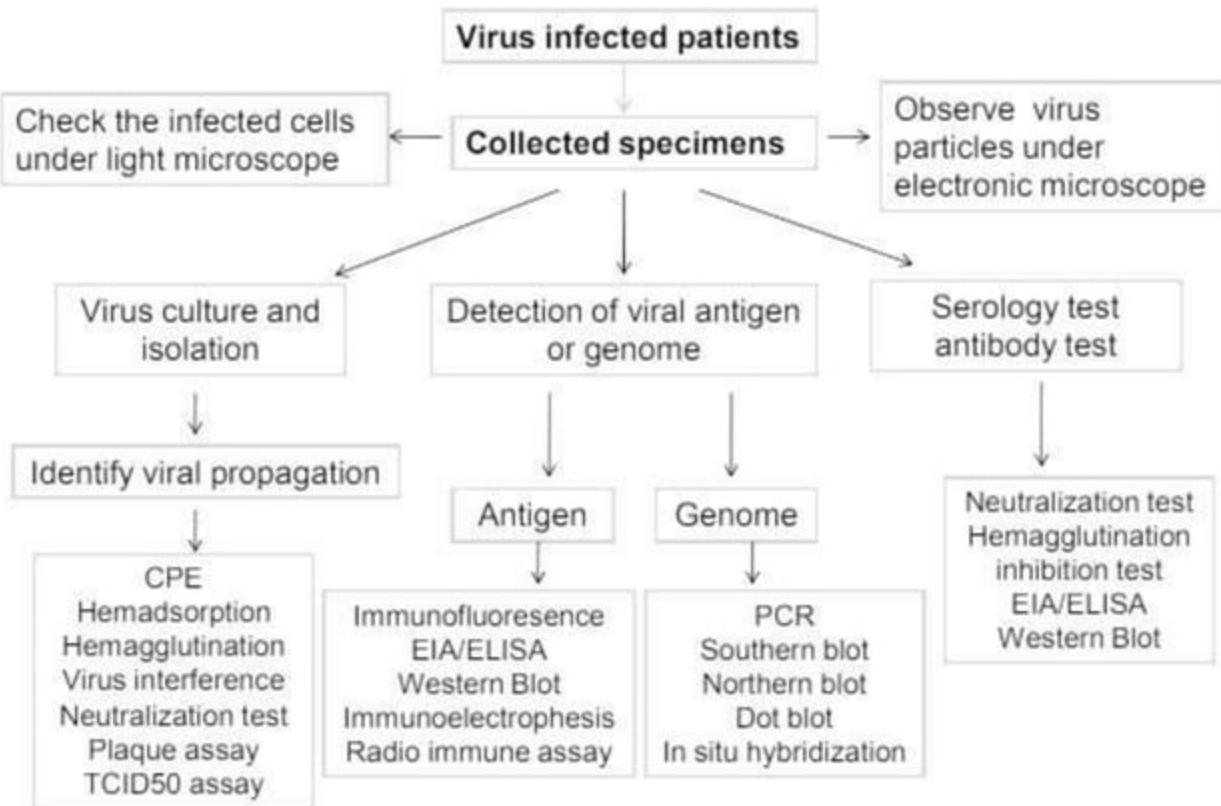 Virus infected patients
Check the infected cells
under light microscope
Collected specimens
Observe virus
particles under
electronic microscope
Virus culture and
isolation
Detection of viral antigen
or genome
Serology test
antibody test
Identify viral propagation
Antigen
Genome
CPE
Hemadsorption
Hemagglutination
Virus interference
Neutralization test
Plaque assay
TCID50 assay
Immunofluoresence
EIA/ELISA
Western Blot
Immunoelectrophesis
Radio immune assay
PCR
Southern blot
Northern blot
Dot blot
In situ hybridization
Neutralization test
Hemagglutination
inhibition test
EIA/ELISA
Western Blot